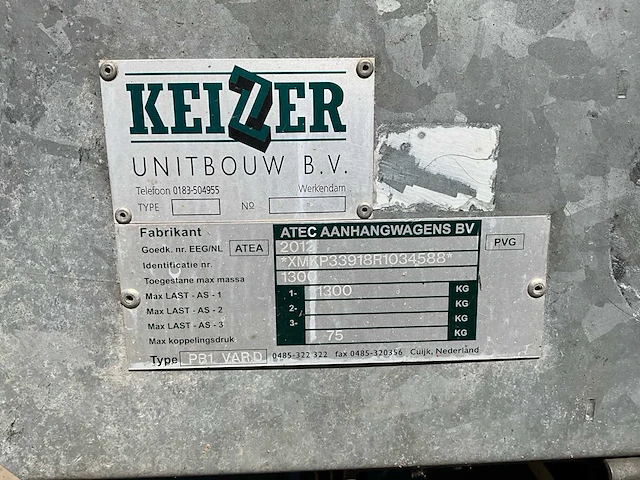 KEIZER
UNITBOUW B.V.
Telefoon 0183-504955 Werkendam
TYPE Nº
Fabrikant ATEC AANHANGWAGENS BV
Goedk. nr. EEG/NL ATEA 2012 PVG
Identificatie nr. *XMKP33918R1034588*
Toegestane max massa 1300
Max LAST - AS - 1 1- 1300 KG
Max LAST - AS - 2 2- KG
Max LAST - AS - 3 3-
Max koppelingsdruk 75 KG
Type PB1 VAR.D 0485-322 322 fax 0485-320356 Cuijk, Nederland